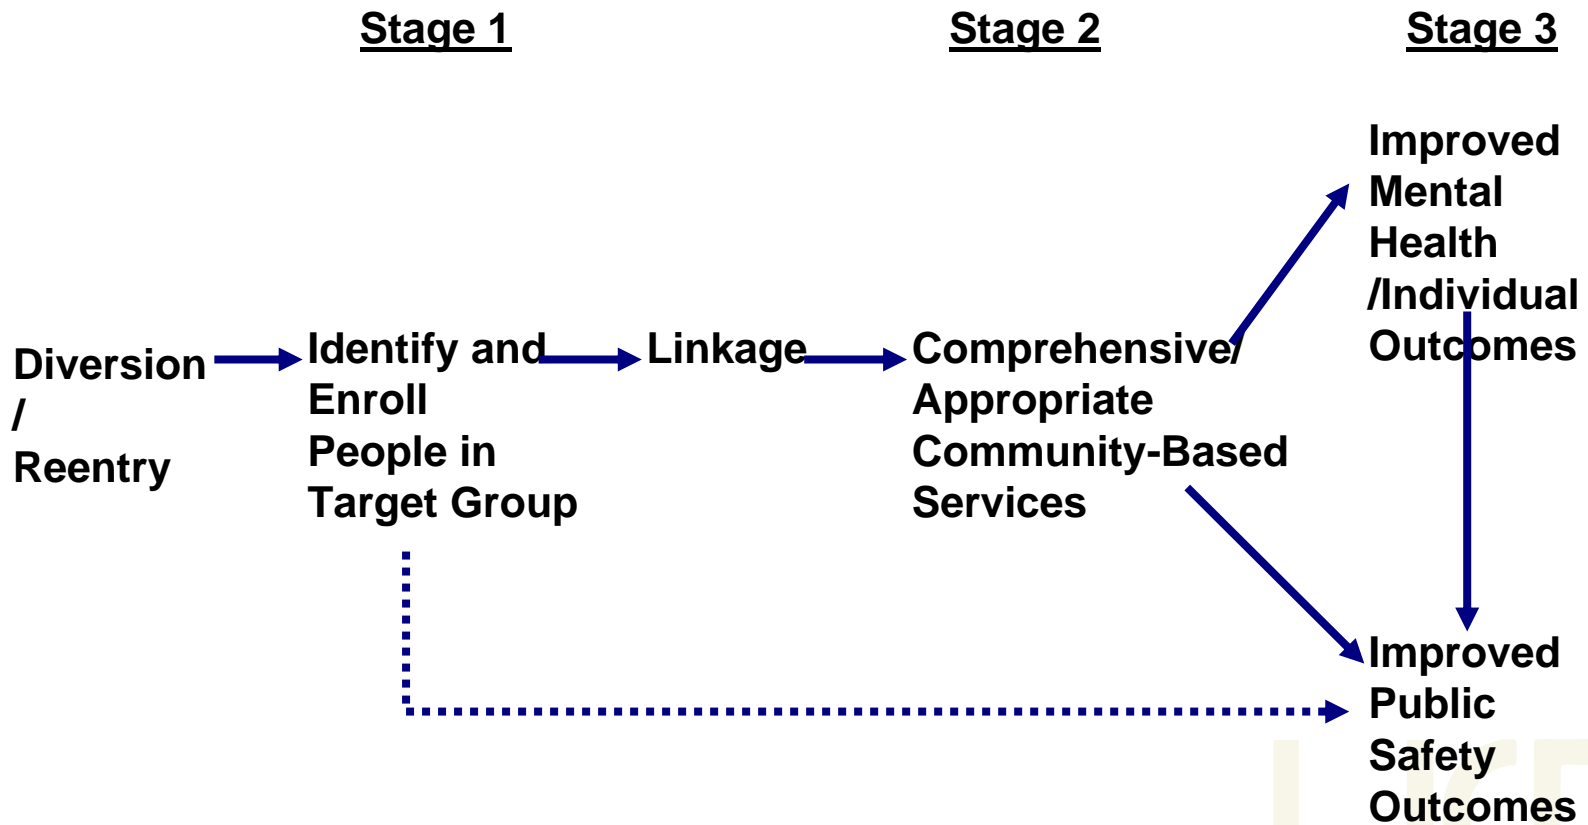 Stage 1
Stage 2
Stage 3
Diversion
/
Reentry
Identify and
Enroll
People in
Target Group
Linkage
Comprehensive/
Appropriate
Community-Based
Services
Improved
Mental
Health
/Individual
Outcomes
Improved
Public
Safety
Outcomes